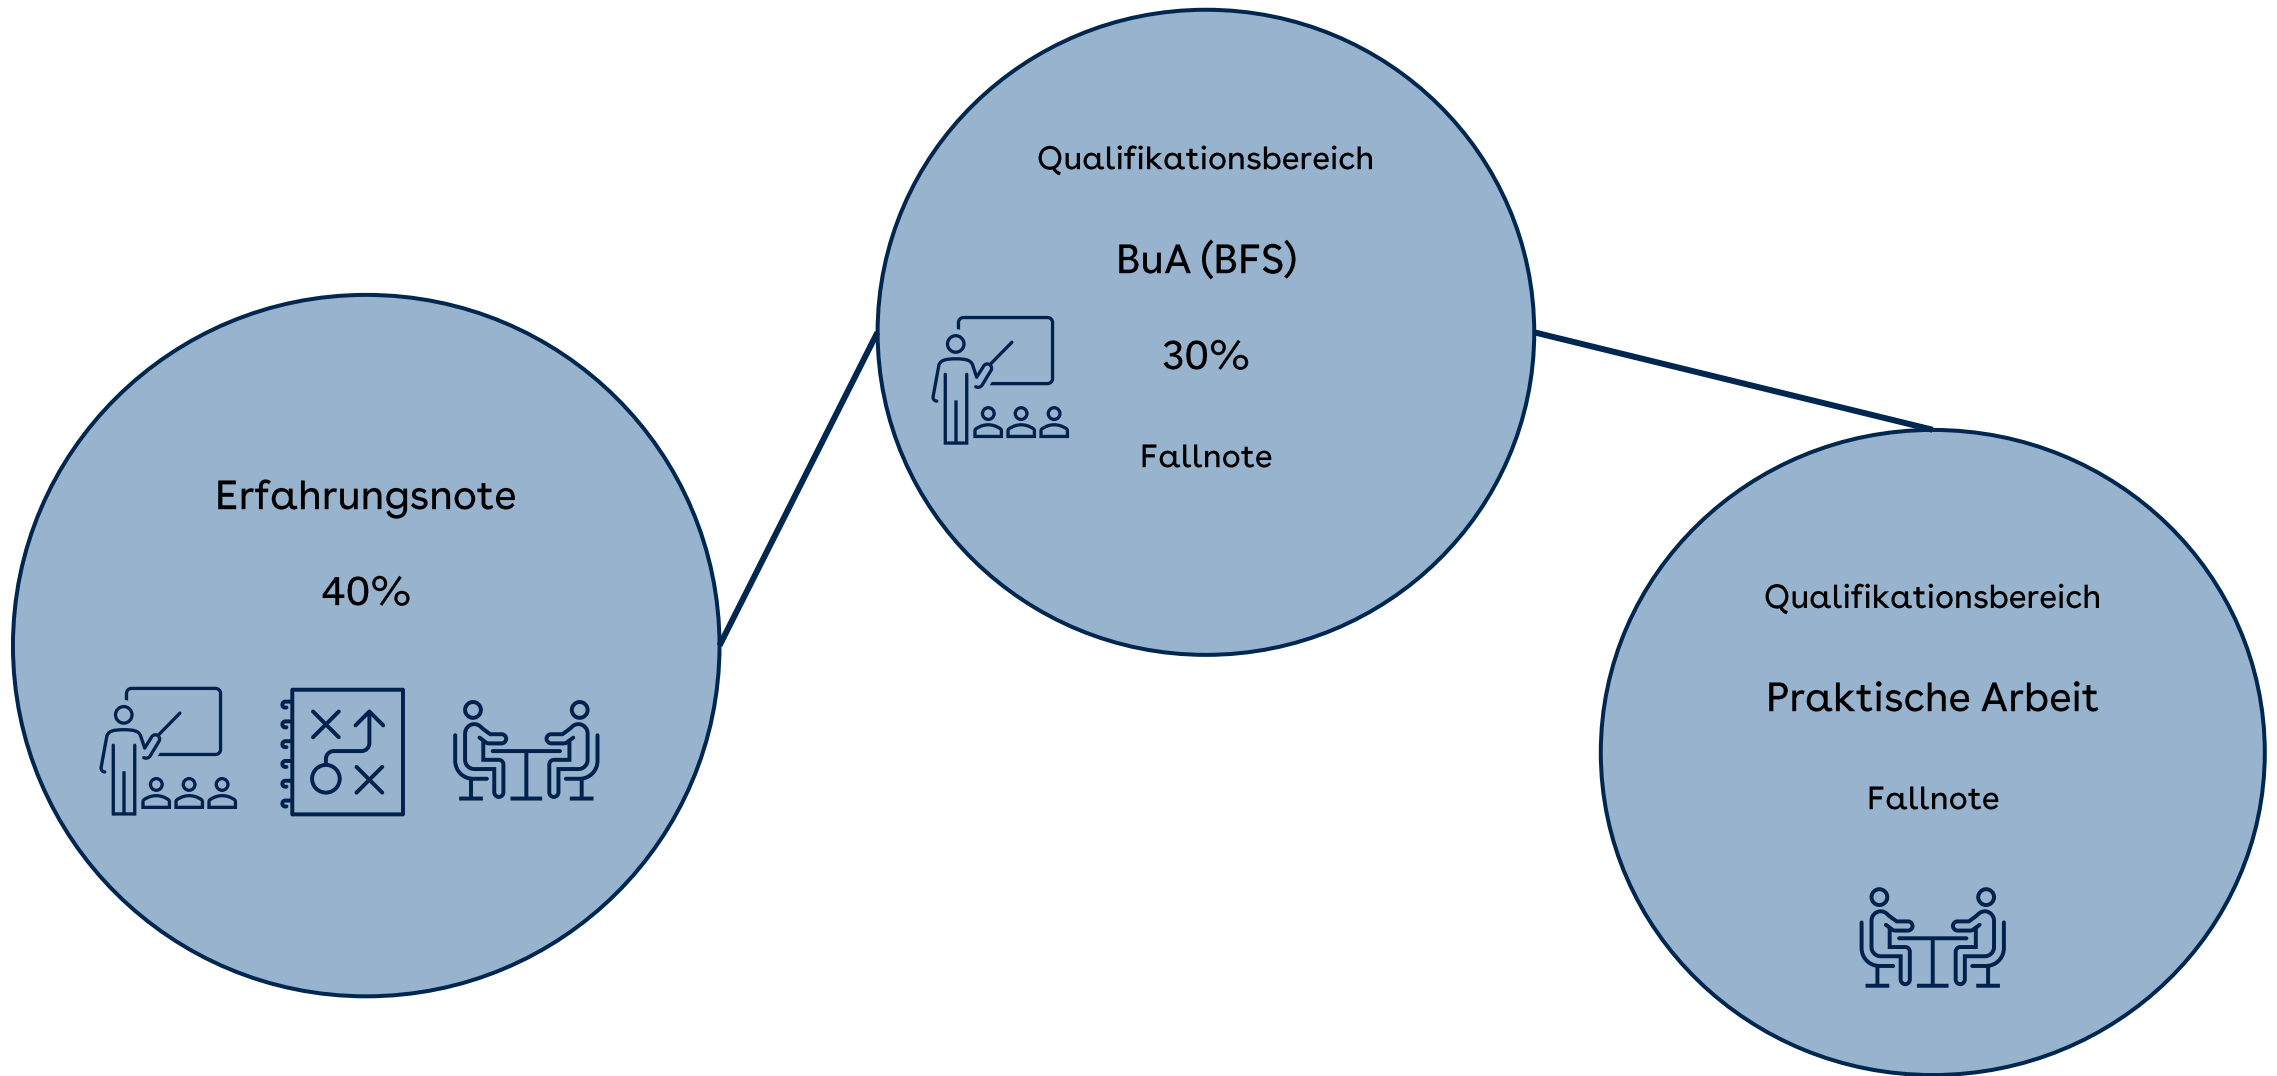 Erfahrungsnote
40%
Qualifikationsbereich
BuA (BFS)
30%
Fallnote
Qualifikationsbereich
Praktische Arbeit
Fallnote